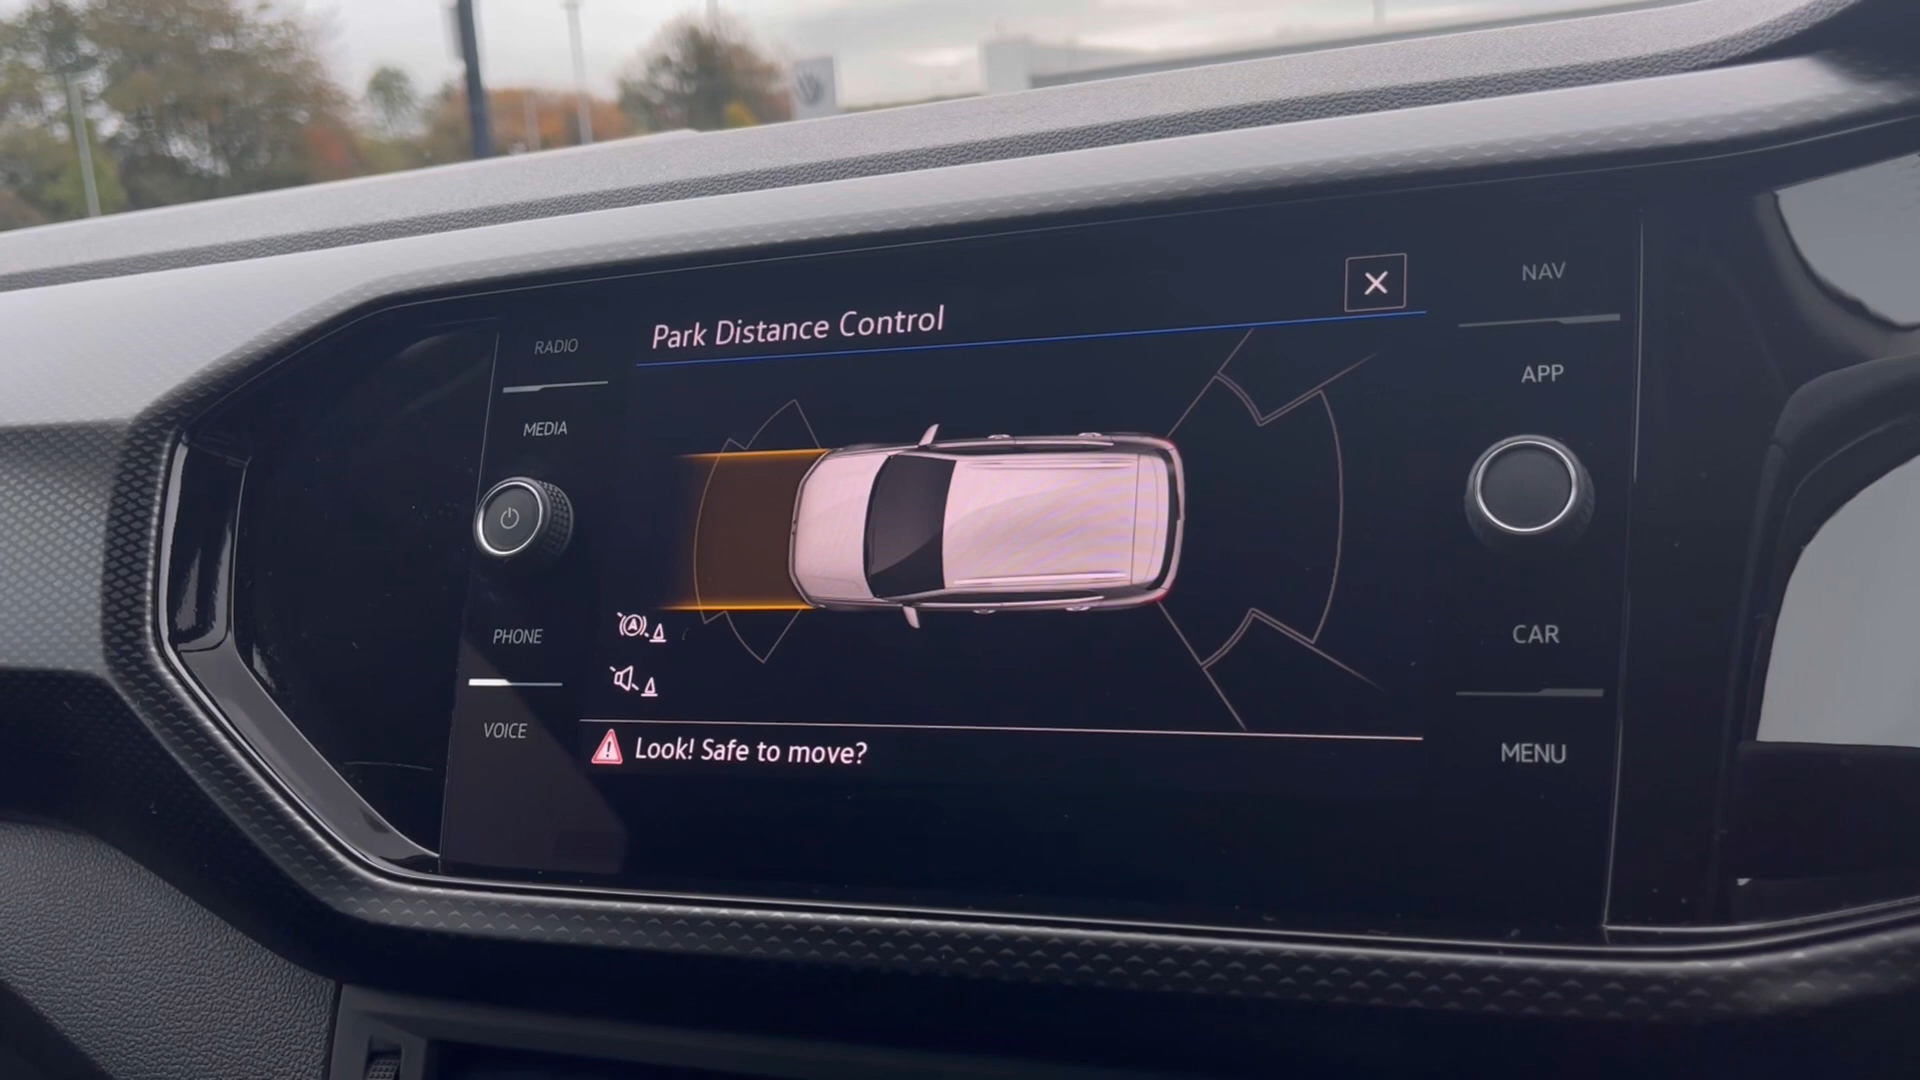 RADIO
MEDIA
PHONE
VOICE
Park Distance Control
Look! Safe to move?
NAV
APP
CAR
MENU